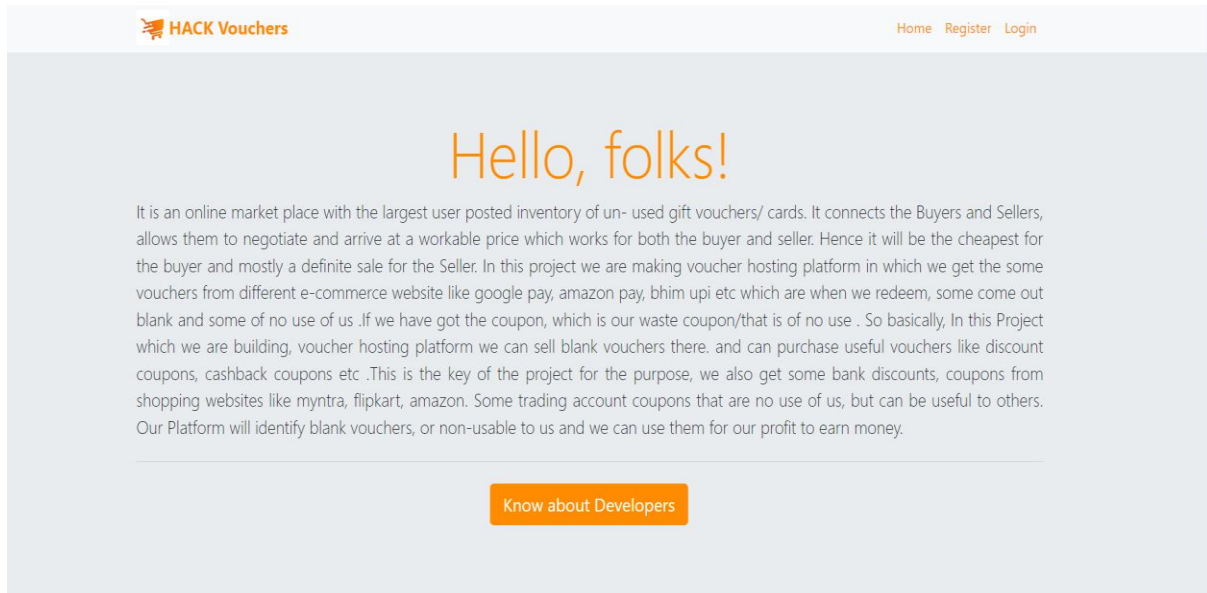 HACK Vouchers
Home Register Login
Hello, folks!
It is an online market place with the largest user posted inventory of un- used gift vouchers/ cards. It connects the Buyers and Sellers,
allows them to negotiate and arrive at a workable price which works for both the buyer and seller. Hence it will be the cheapest for
the buyer and mostly a definite sale for the Seller. In this project we are making voucher hosting platform in which we get the some
vouchers from different e-commerce website like google pay, amazon pay, bhim upi etc which are when we redeem, some come out
blank and some of no use of us .If we have got the coupon, which is our waste coupon/that is of no use . So basically, In this Project
which we are building, voucher hosting platform we can sell blank vouchers there. and can purchase useful vouchers like discount
coupons, cashback coupons etc .This is the key of the project for the purpose, we also get some bank discounts, coupons from
shopping websites like myntra, flipkart, amazon. Some trading account coupons that are no use of us, but can be useful to others.
Our Platform will identify blank vouchers, or non-usable to us and we can use them for our profit to earn money.
Know about Developers